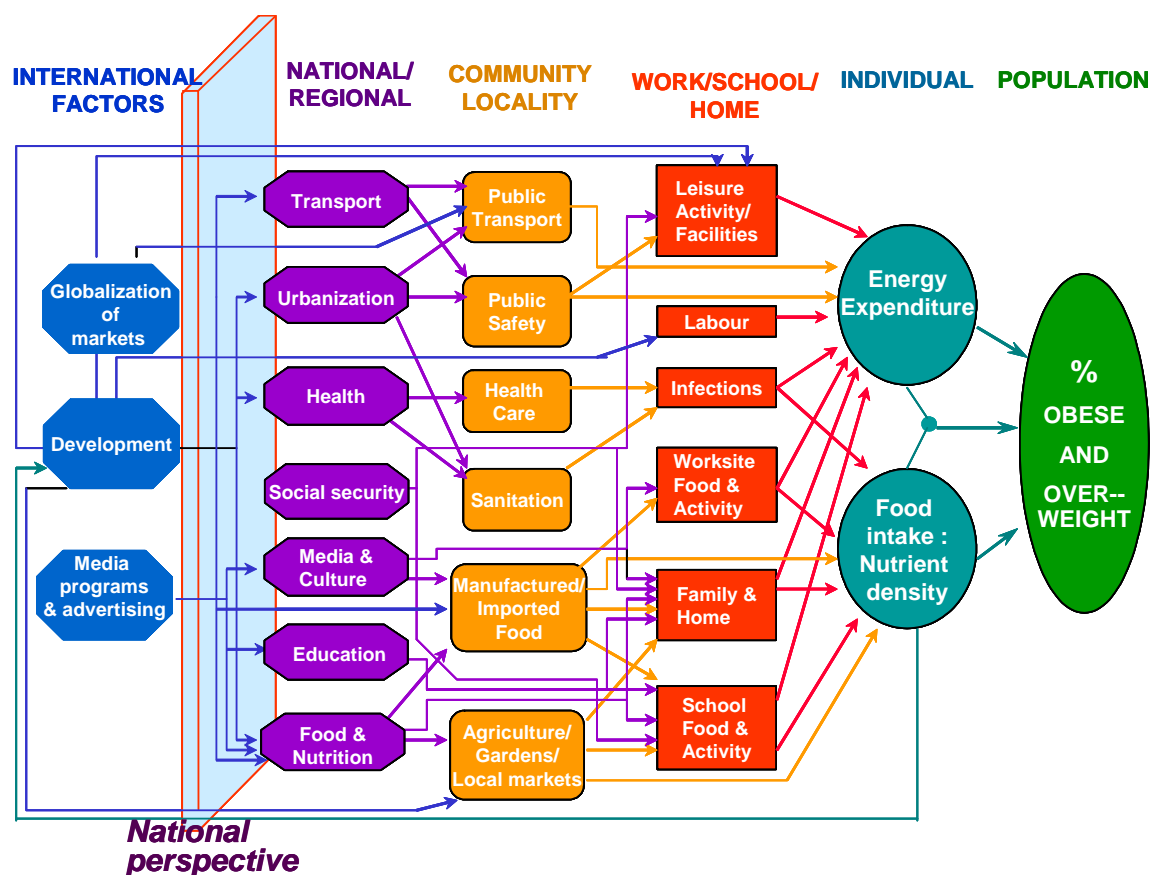 INTERNATIONAL
FACTORS
NATIONAL/
REGIONAL
COMMUNITY
LOCALITY
WORK/SCHOOL/
HOME
INDIVIDUAL
POPULATION
Globalization
of
markets
Development
Media
programs
& advertising
Transport
Urbanization
Health
Social security
Media &
Culture
Education
Food &
Nutrition
Public
Transport
Public
Safety
Health
Care
Sanitation
Manufactured/
Imported
Food
Agriculture/
Gardens/
Local markets
Leisure
Activity/
Facilities
Labour
Infections
Worksite
Food &
Activity
Family &
Home
School
Food &
Activity
Energy
Expenditure
Food
intake :
Nutrient
density
%
OBESE
AND
OVER--
WEIGHT
National
perspective